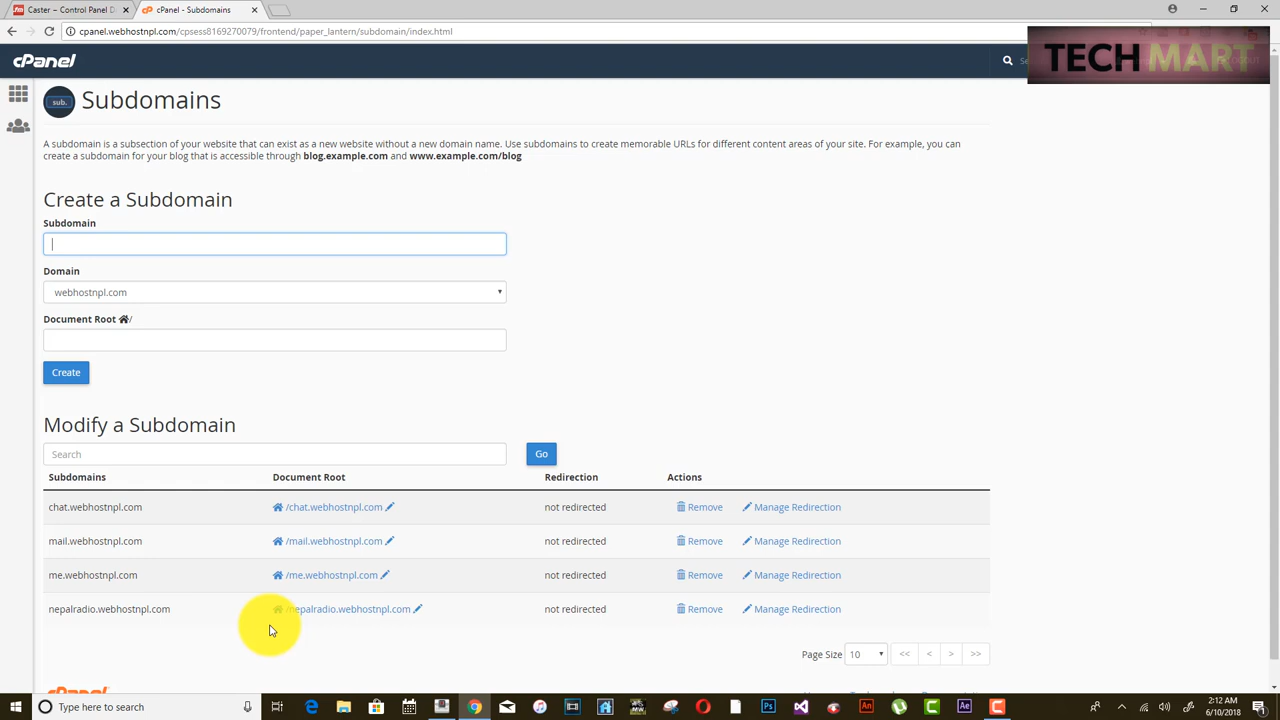 Caster – Control Panel D
cPanel - Subdomains
cpanel.webhostnpl.com/cpsess8169270079/frontend/paper_lantern/subdomain/index.html
cPanel
TECH MART
sub.
Subdomains
A subdomain is a subsection of your website that can exist as a new website without a new domain name. Use subdomains to create memorable URLs for different content areas of your site. For example, you can
create a subdomain for your blog that is accessible through blog.example.com and www.example.com/blog
Create a Subdomain
Subdomain
Domain
webhostnpl.com
Document Root /
Create
Modify a Subdomain
Search
Go
Subdomains Document Root Redirection Actions
chat.webhostnpl.com /chat.webhostnpl.com not redirected Remove Manage Redirection
mail.webhostnpl.com /mail.webhostnpl.com not redirected Remove Manage Redirection
me.webhostnpl.com /me.webhostnpl.com not redirected Remove Manage Redirection
nepalradio.webhostnpl.com /nepalradio.webhostnpl.com not redirected Remove Manage Redirection
Page Size 10 << < > >>
Type here to search
2:12 AM
6/10/2018